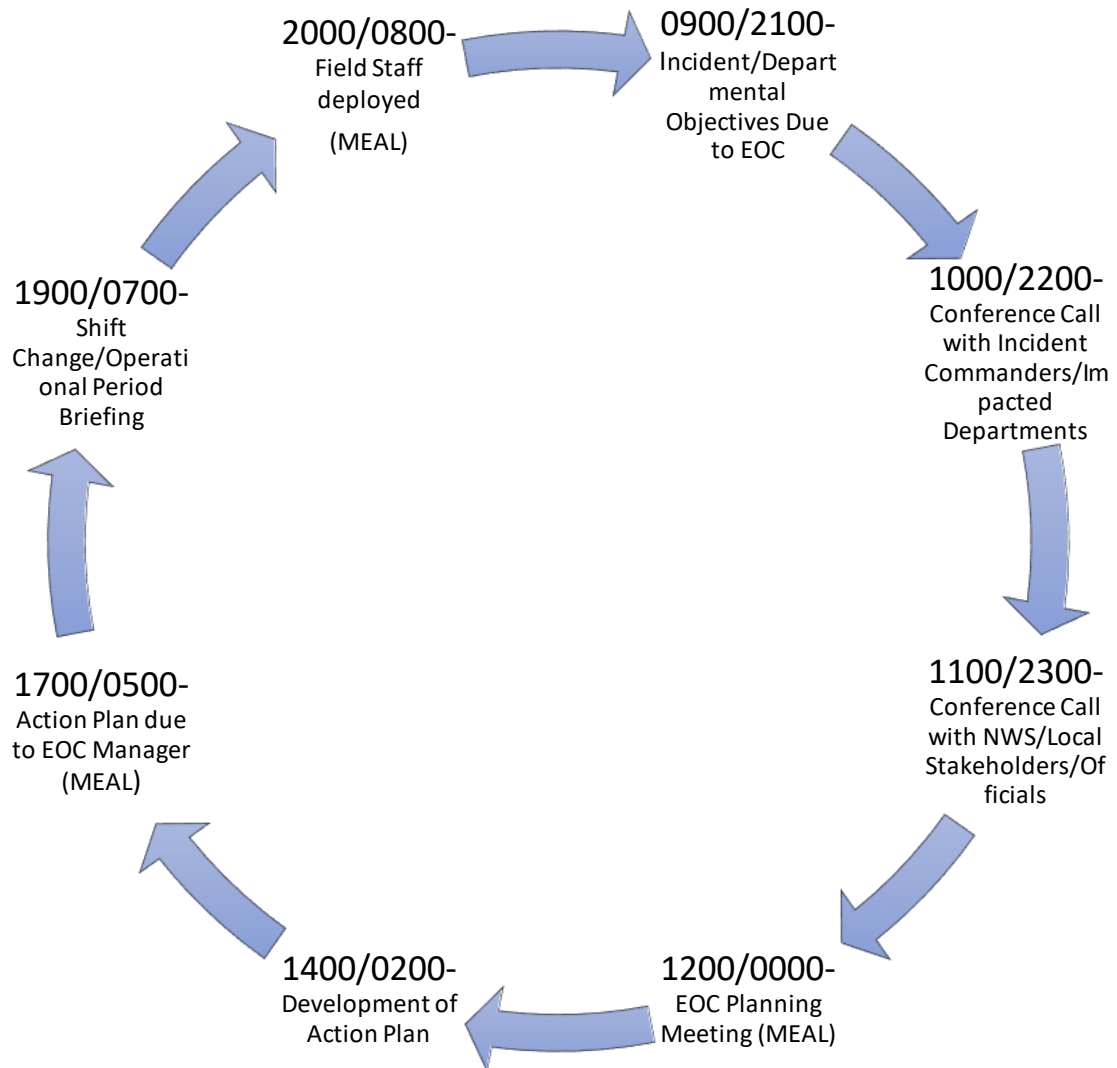 2000/0800-
Field Staff
deployed
(MEAL)
0900/2100-
Incident/Depart
mental
Objectives Due
to EOC
1000/2200-
Conference Call
with Incident
Commanders/Im
pacted
Departments
1100/2300-
Conference Call
with NWS/Local
Stakeholders/Of
ficials
1200/0000-
EOC Planning
Meeting (MEAL)
1400/0200-
Development of
Action Plan
1700/0500-
Action Plan due
to EOC Manager
(MEAL)
1900/0700-
Shift
Change/Operati
onal Period
Briefing